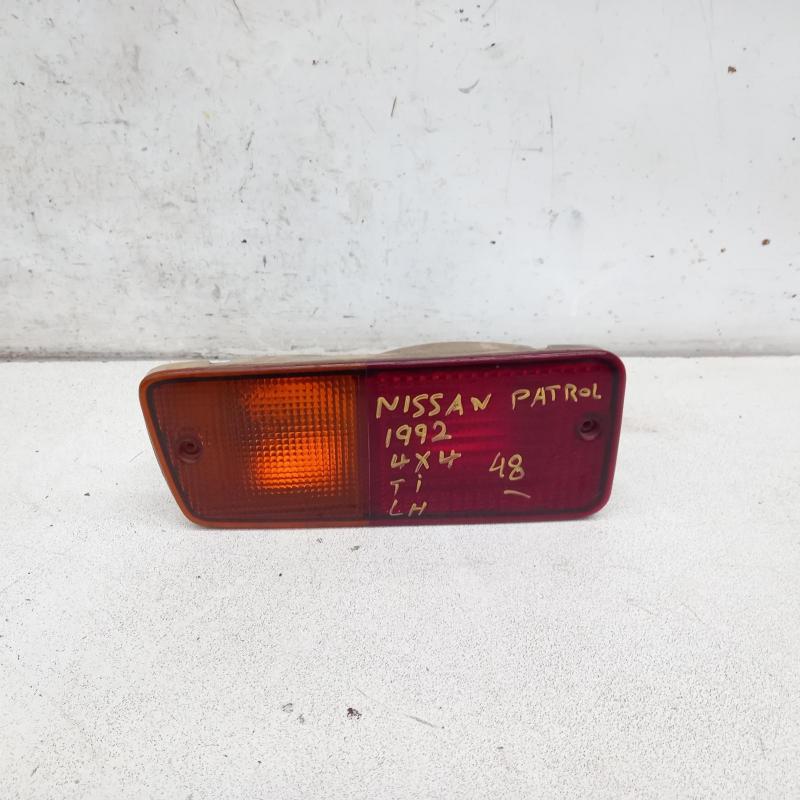 NISSAN PATROL
1992
4X4 48
Ti
LH